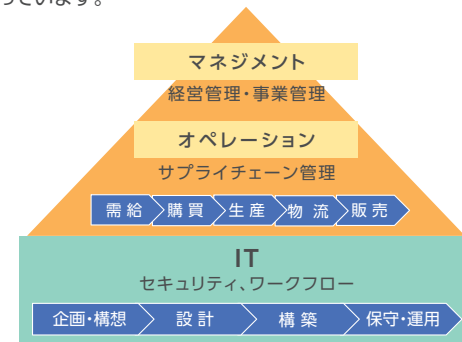 っています。
マネジメント
経営管理・事業管理
オペレーション
サプライチェーン管理
需給 購買 生産 物流 販売
IT
セキュリティ、ワークフロー
企画・構想 設計 構築 保守・運用